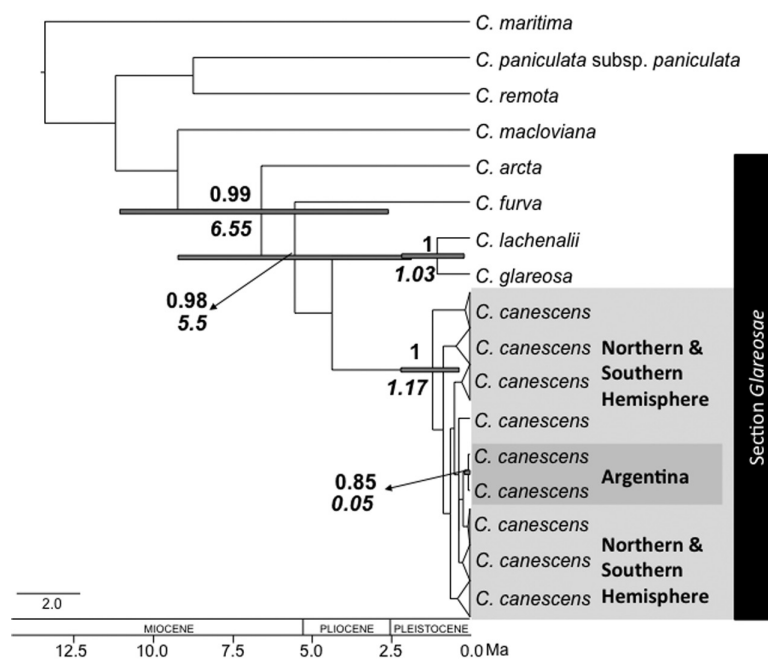 C. maritima
C. paniculata subsp. paniculata
C. remota
C. macloviana
C. arcta
0.99
6.55
C. furva
C. lachenalii
1
1.03
C. glareosa
0.98
5.5
C. canescens
C. canescens
C. canescens
Northern &
Southern
Hemisphere
1
1.17
C. canescens
C. canescens
C. canescens
Argentina
0.85
0.05
C. canescens
C. canescens
C. canescens
Northern &
Southern
Hemisphere
Section Glareosae
2.0
MIOCENE PLIOCENE PLEISTOCENE
12.5 10.0 7.5 5.0 2.5 0.0 Ma